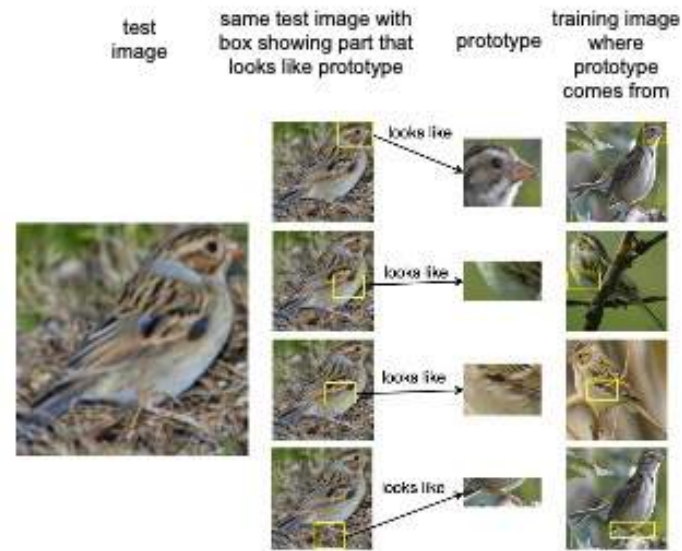 test
image
same test image with
box showing part that
looks like prototype
prototype
training image
where
prototype
comes from
looks like
looks like
looks like
looks like